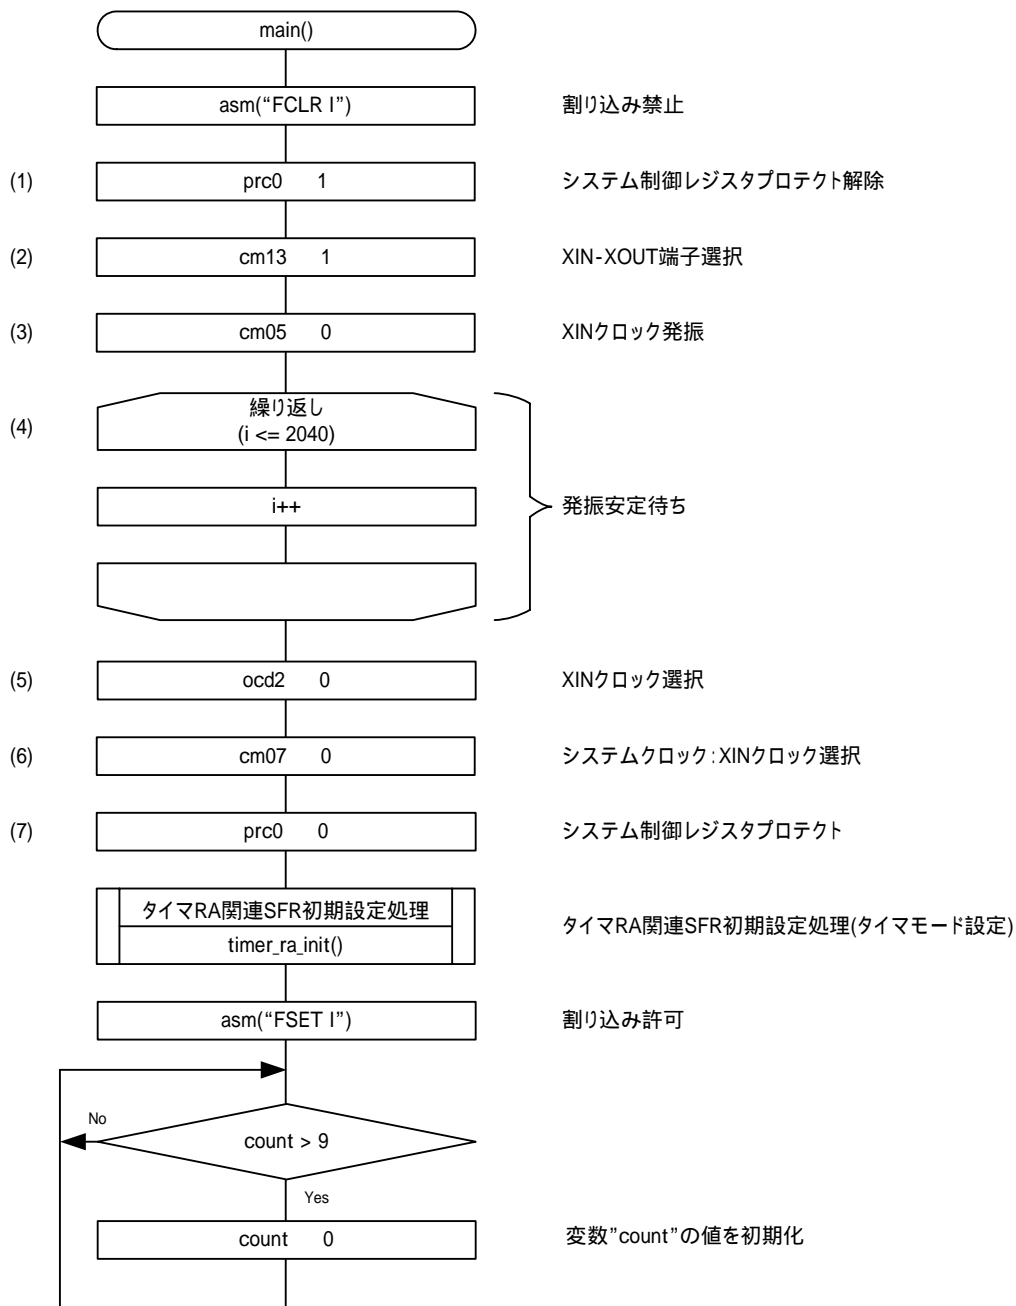 main()
asm(“FCLR I”)
割り込み禁止
(1)
prc0 1
システム制御レジスタプロテクト解除
(2)
cm13 1
XIN-XOUT端子選択
(3)
cm05 0
XINクロック発振
(4)
繰り返し
(i <= 2040)
i++
発振安定待ち
(5)
ocd2 0
XINクロック選択
(6)
cm07 0
システムクロック:XINクロック選択
(7)
prc0 0
システム制御レジスタプロテクト
タイマRA関連SFR初期設定処理
timer_ra_init()
タイマRA関連SFR初期設定処理(タイマモード設定)
asm(“FSET I”)
割り込み許可
No
count > 9
Yes
count 0
変数”count”の値を初期化